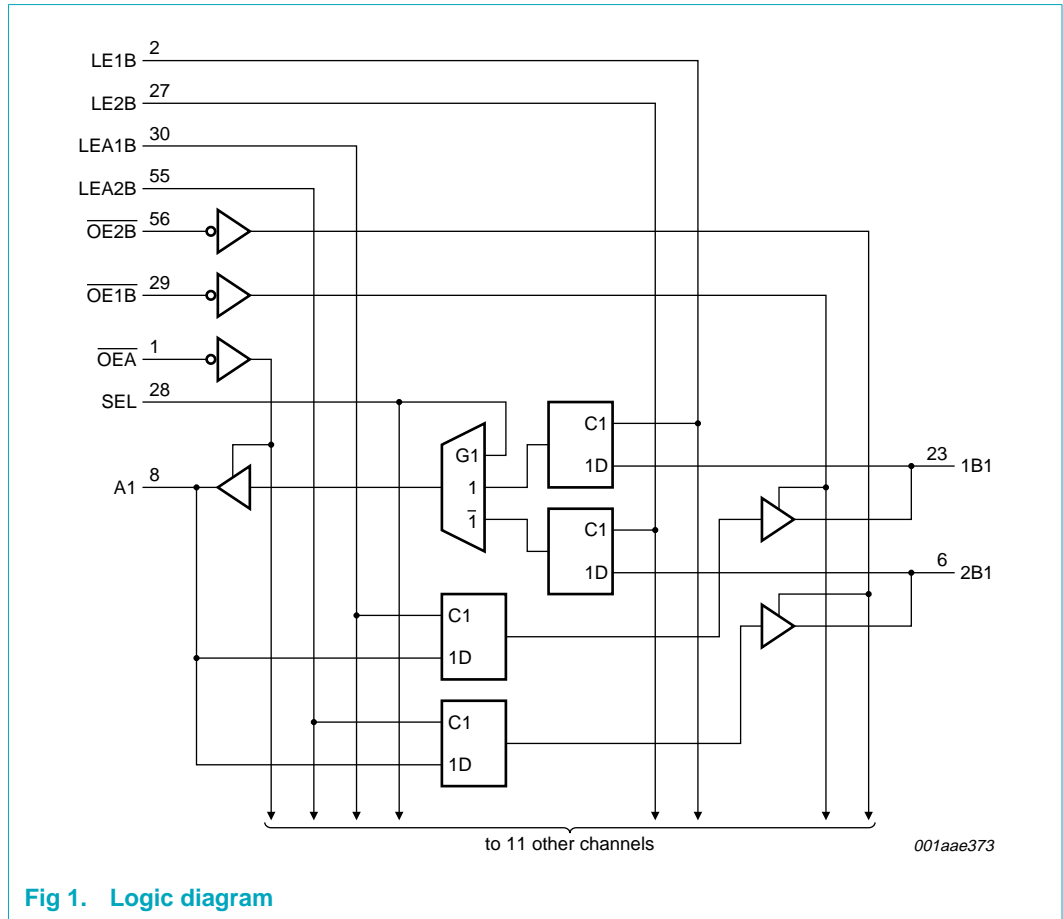 LE1B 2
LE2B 27
LEA1B 30
LEA2B 55
OE2B 56
OE1B 29
OEA 1
SEL 28
A1 8
G1
1
1
C1
1D
23 1B1
C1
1D
6 2B1
C1
1D
C1
1D
to 11 other channels
001aae373
Fig 1. Logic diagram